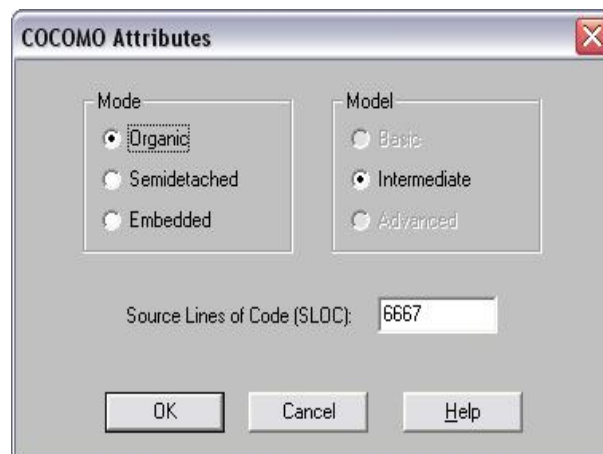 COCOMO Attributes
Mode
Organic
Semidetached
Embedded
Model
Basic
Intermediate
Advanced
Source Lines of Code (SLOC): 6667
OK Cancel Help